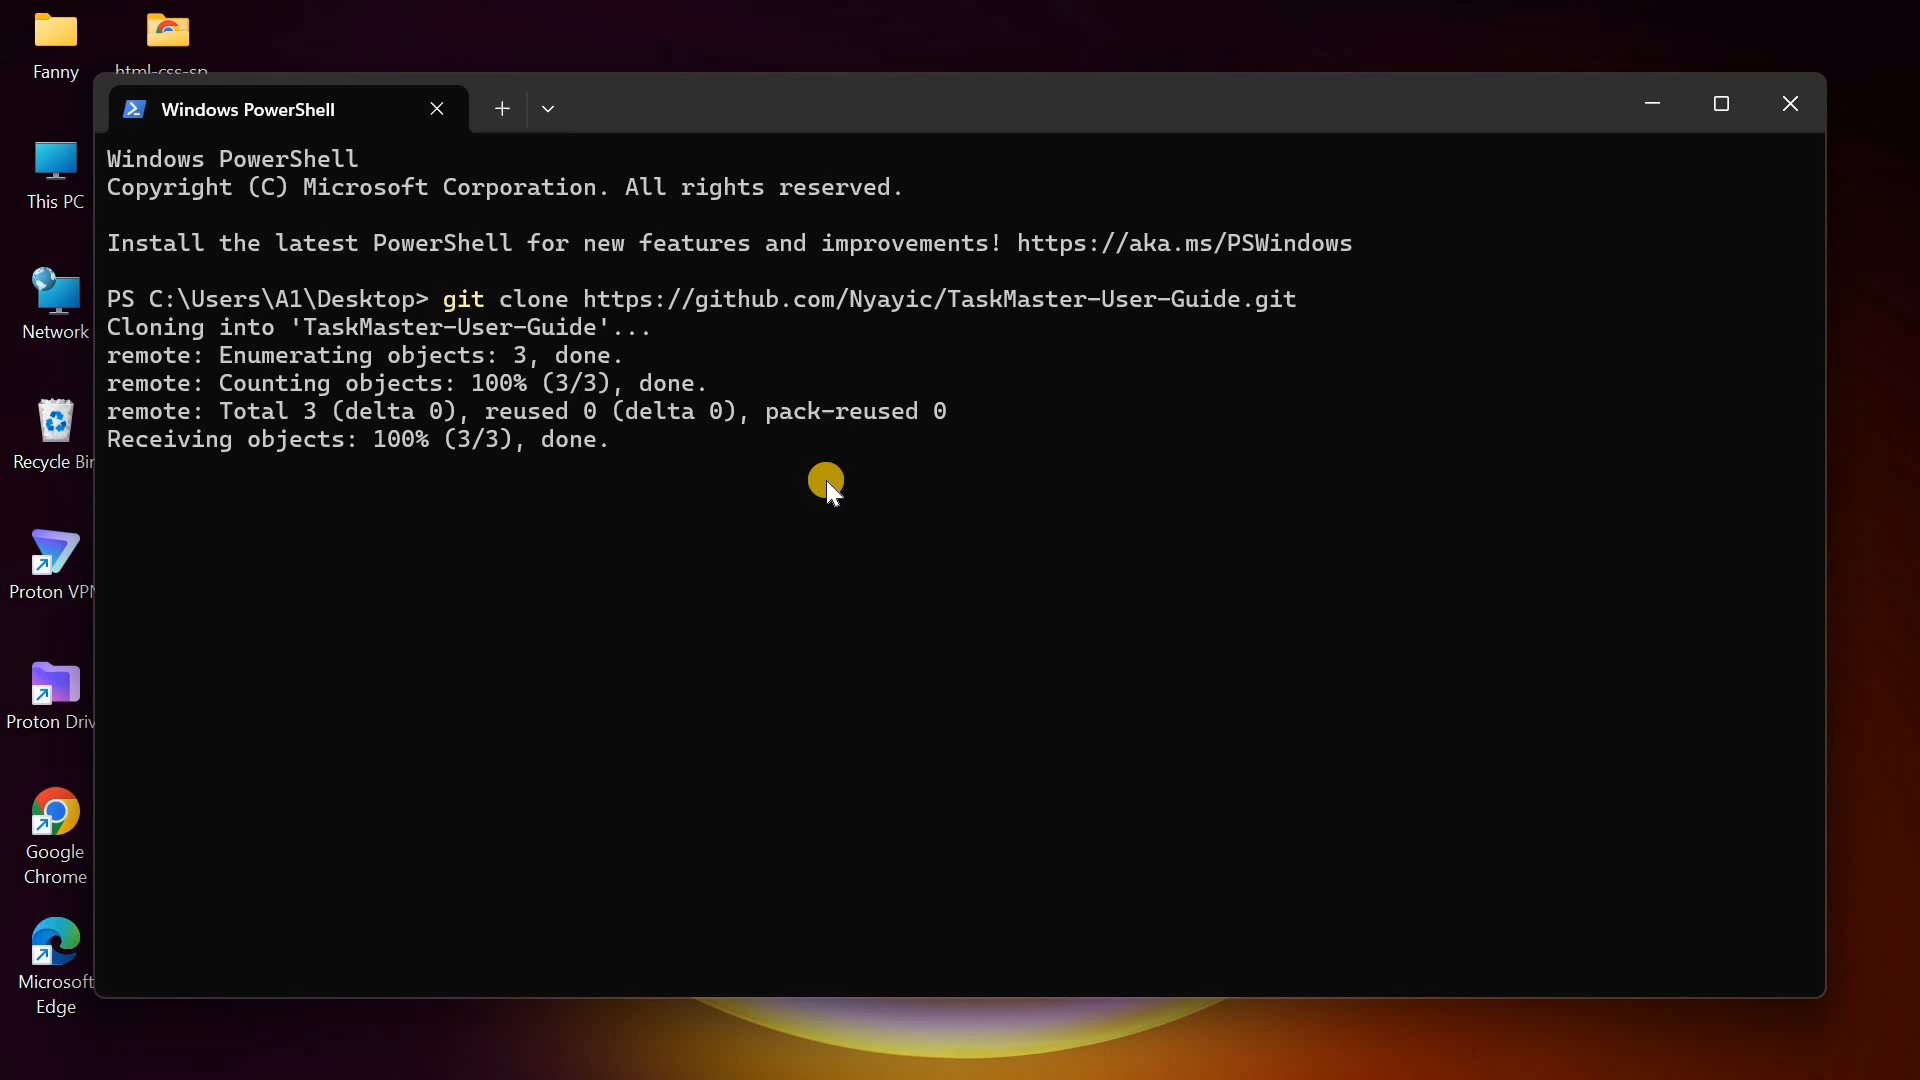 Fanny
html-css-sp
Windows PowerShell
This PC
Network
Recycle Bin
Proton VPN
Proton Driv
Google
Chrome
Microsoft
Edge
Windows PowerShell
Copyright (C) Microsoft Corporation. All rights reserved.
Install the latest PowerShell for new features and improvements! https://aka.ms/PSWindows
PS C:\Users\A1\Desktop> git clone https://github.com/Nyayic/TaskMaster-User-Guide.git
Cloning into 'TaskMaster-User-Guide'...
remote: Enumerating objects: 3, done.
remote: Counting objects: 100% (3/3), done.
remote: Total 3 (delta 0), reused 0 (delta 0), pack-reused 0
Receiving objects: 100% (3/3), done.